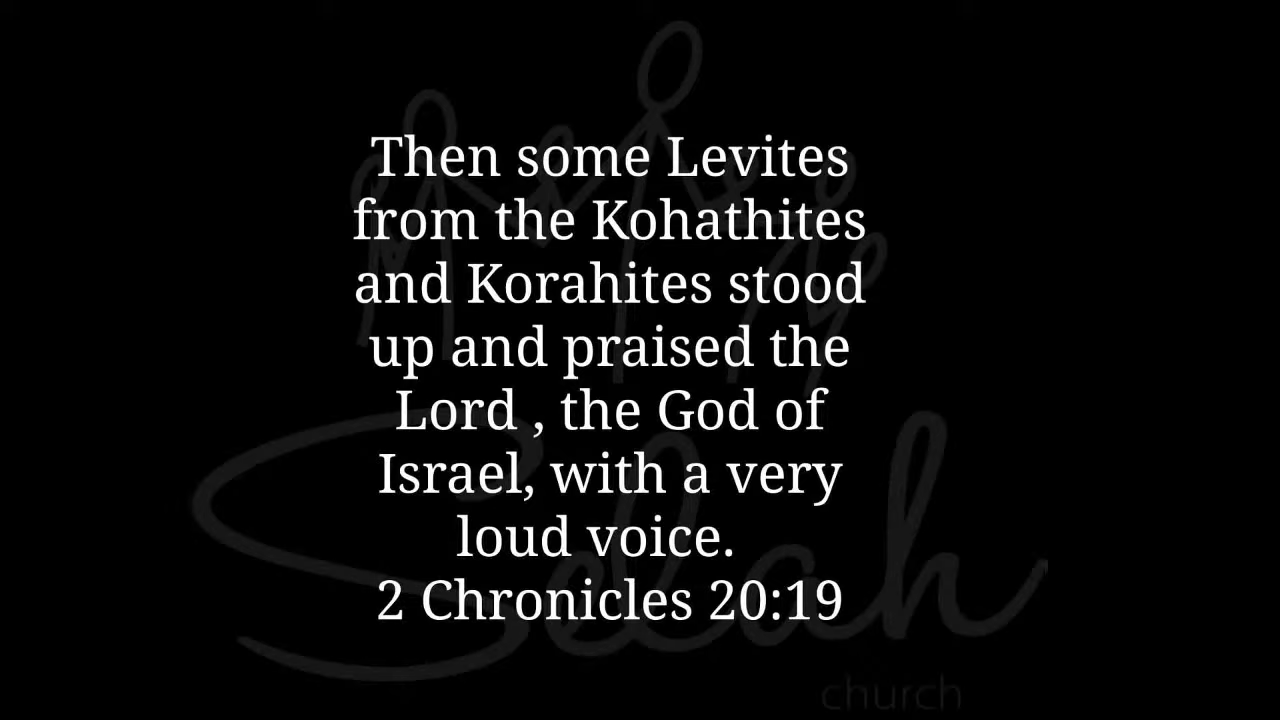 Then some Levites
from the Kohathites
and Korahites stood
up and praised the
Lord , the God of
Israel, with a very
loud voice.
2 Chronicles 20:19
Selah
church